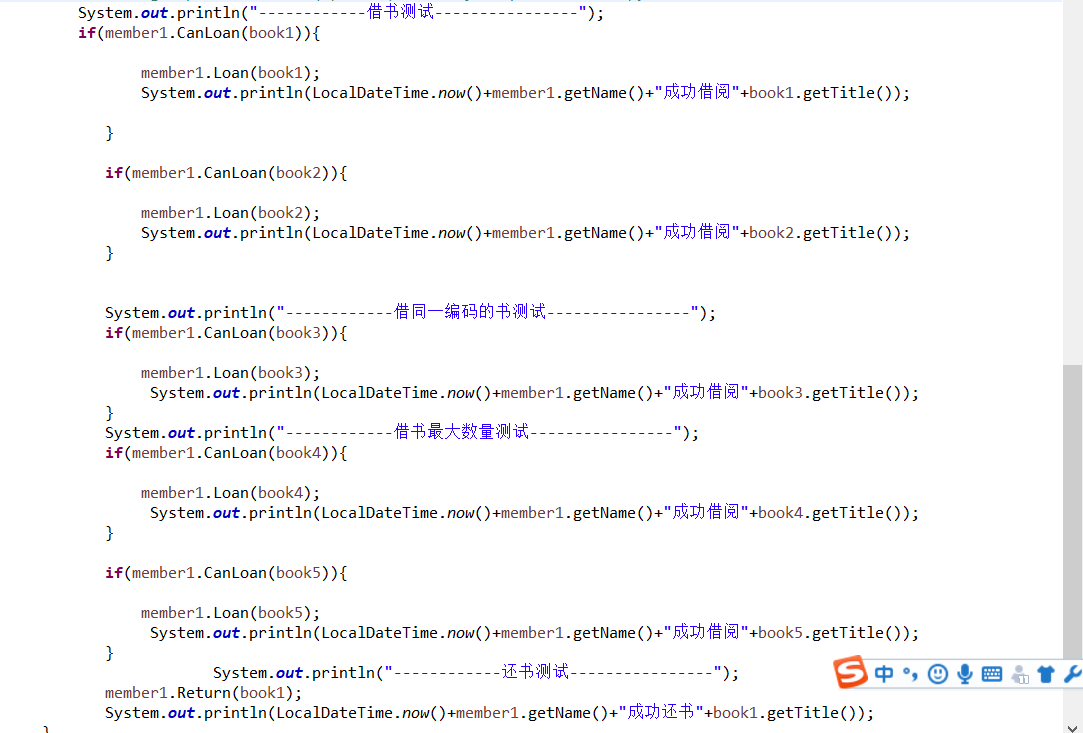 System.out.println("------------借书测试----------------");
if(member1.CanLoan(book1)){
member1.Loan(book1);
System.out.println(LocalDateTime.now()+member1.getName()+"成功借阅"+book1.getTitle());
}
if(member1.CanLoan(book2)){
member1.Loan(book2);
System.out.println(LocalDateTime.now()+member1.getName()+"成功借阅"+book2.getTitle());
}
System.out.println("------------借同一编码的书测试----------------");
if(member1.CanLoan(book3)){
member1.Loan(book3);
System.out.println(LocalDateTime.now()+member1.getName()+"成功借阅"+book3.getTitle());
}
System.out.println("------------借书最大数量测试----------------");
if(member1.CanLoan(book4)){
member1.Loan(book4);
System.out.println(LocalDateTime.now()+member1.getName()+"成功借阅"+book4.getTitle());
}
if(member1.CanLoan(book5)){
member1.Loan(book5);
System.out.println(LocalDateTime.now()+member1.getName()+"成功借阅"+book5.getTitle());
}
System.out.println("------------还书测试----------------");
S 中 °,
member1.Return(book1);
System.out.println(LocalDateTime.now()+member1.getName()+"成功还书"+book1.getTitle());
}